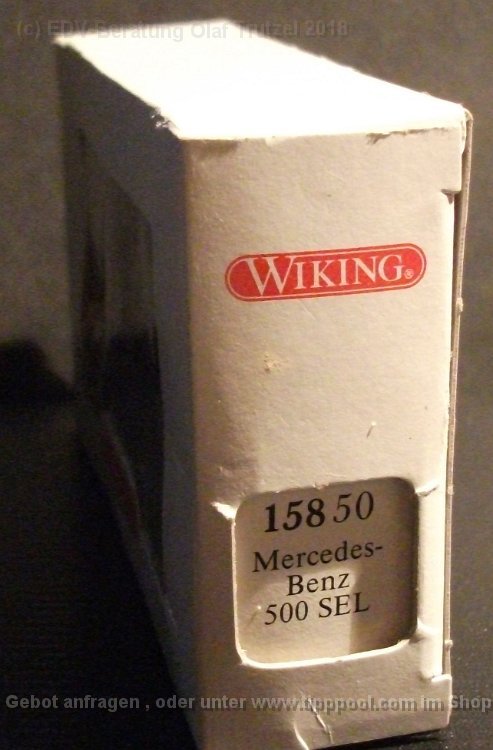 (c) EDV-Beratung Olaf Trutzel 2018
WIKING®
158 50
Mercedes-
Benz
500 SEL
Gebot anfragen , oder unter www.tipppool.com im Shop